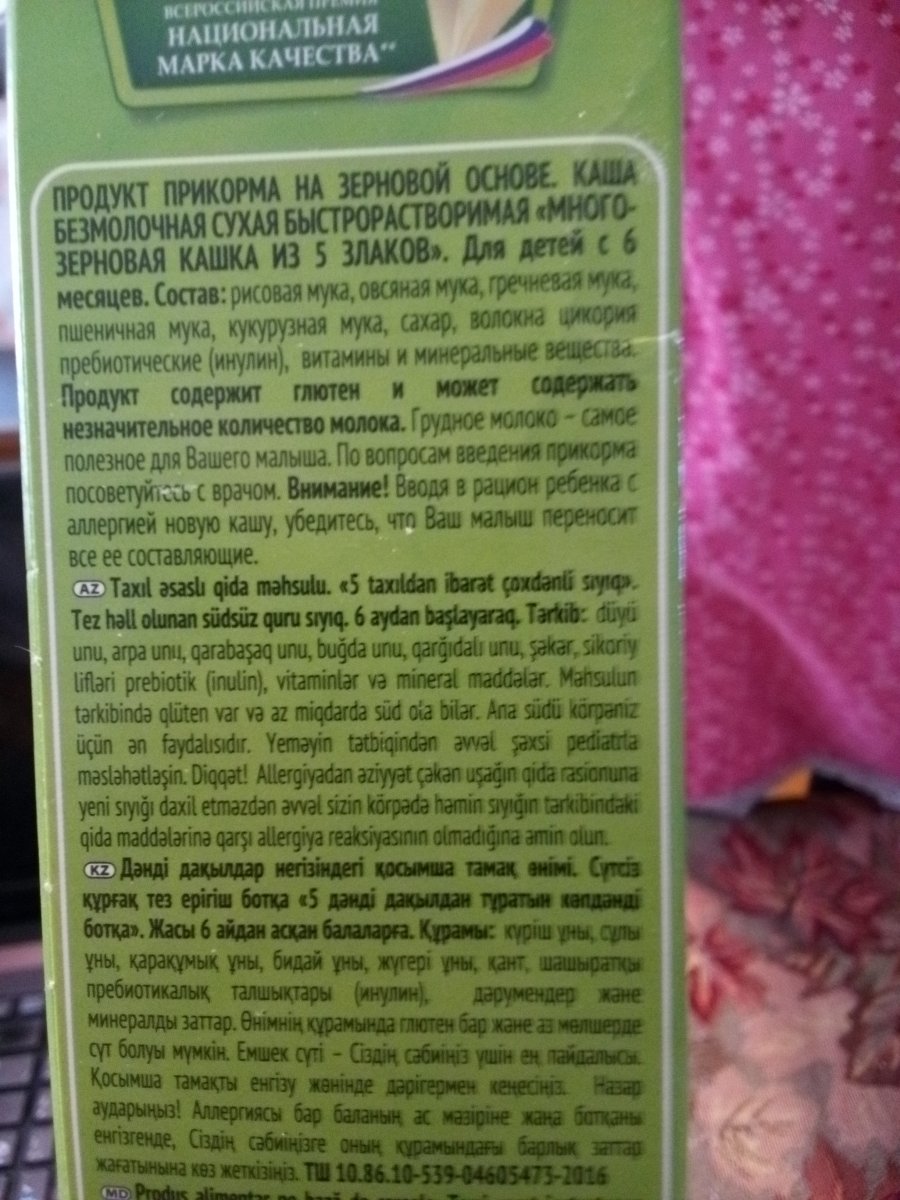 ВСЕРОССИЙСКАЯ ПРЕМИЯ
НАЦИОНАЛЬНАЯ
МАРКА КАЧЕСТВА**
ПРОДУКТ ПРИКОРМА НА ЗЕРНОВОЙ ОСНОВЕ. КАША
БЕЗМОЛОЧНАЯ СУХАЯ БЫСТРОРАСТВОРИМАЯ «МНОГО-
ЗЕРНОВАЯ КАШКА ИЗ 5 ЗЛАКОВ». Для детей с 6
месяцев. Состав: рисовая мука, овсяная мука, гречневая мука,
пшеничная мука, кукурузная мука, сахар, волокна цикория
пребиотические (инулин), витамины и минеральные вещества.
Продукт содержит глютен и может содержать
незначительное количество молока. Грудное молоко – самое
полезное для Вашего малыша. По вопросам введения прикорма
посоветуйтесь с врачом. Внимание! Вводя в рацион ребенка с
аллергией новую кашу, убедитесь, что Ваш малыш переносит
все ее составляющие.
AZ Taxıl əsaslı qida məhsulu. «5 taxıldan ibarət çoxdənli sıyıq».
Tez həll olunan südsüz quru sıyıq. 6 aydan başlayaraq. Tərkib: düyü
unu, arpa unu, qarabaşaq unu, buğda unu, qarğıdalı unu, şəkər, sikoriy
lifləri prebiotik (inulin), vitaminlər və mineral maddələr. Məhsulun
tərkibində qlüten var və az miqdarda süd ola bilər. Ana südü körpəniz
üçün ən faydalısıdır. Yeməyin tətbiqindən əvvəl şəxsi pediatrla
məsləhətləşin. Diqqət! Allergiyadan əziyyət çəkən uşağın qida rasionuna
yeni sıyığı daxil etməzdən əvvəl sizin körpədə həmin sıyığın tərkibindəki
qida maddələrinə qarşı allergiya reaksiyasının olmadığına əmin olun.
KZ Дәнді дақылдар негізіндегі қосымша тамақ өнімі. Сүтсіз
құрғақ тез ерігіш ботқа «5 дәнді дақылдан тұратын көпдәнді
ботқа». Жасы 6 айдан асқан балаларға. Құрамы: күріш ұны, сұлы
ұны, қарақұмық ұны, бидай ұны, жүгері ұны, қант, шашыратқы
пребиотикалық талшықтары (инулин), дәрумендер және
минералды заттар. Өнімнің құрамында глютен бар және аз мөлшерде
сүт болуы мүмкін. Емшек сүті – Сіздің сәбиіңіз үшін ең пайдалысы.
Қосымша тамақты енгізу жөнінде дәрігермен кеңесіңіз. Назар
аударыңыз! Аллергиясы бар баланың ас мәзіріне жаңа ботқаны
енгізгенде, Сіздің сәбиіңізге оның құрамындағы барлық заттар
жағатынына көз жеткізіңіз. ТШ 10.86.10-539-04605473-2016
MD Produs alimentar pe bază de cereale.